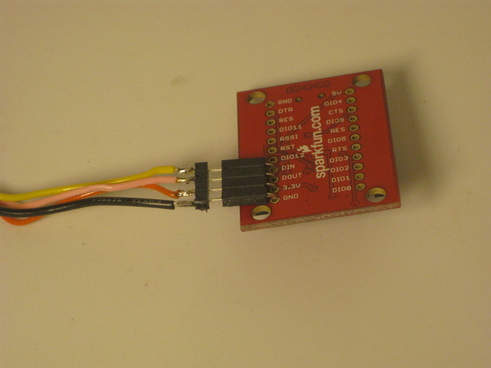 GND
DTR
RES
DIO11
RSSI
RST
DIO12
DIN
DOUT
3.3V
GND
sparkfun.com
5V
DIO4
CTS
DIO9
RES
DIO5
RTS
DIO3
DIO2
DIO1
DIO0